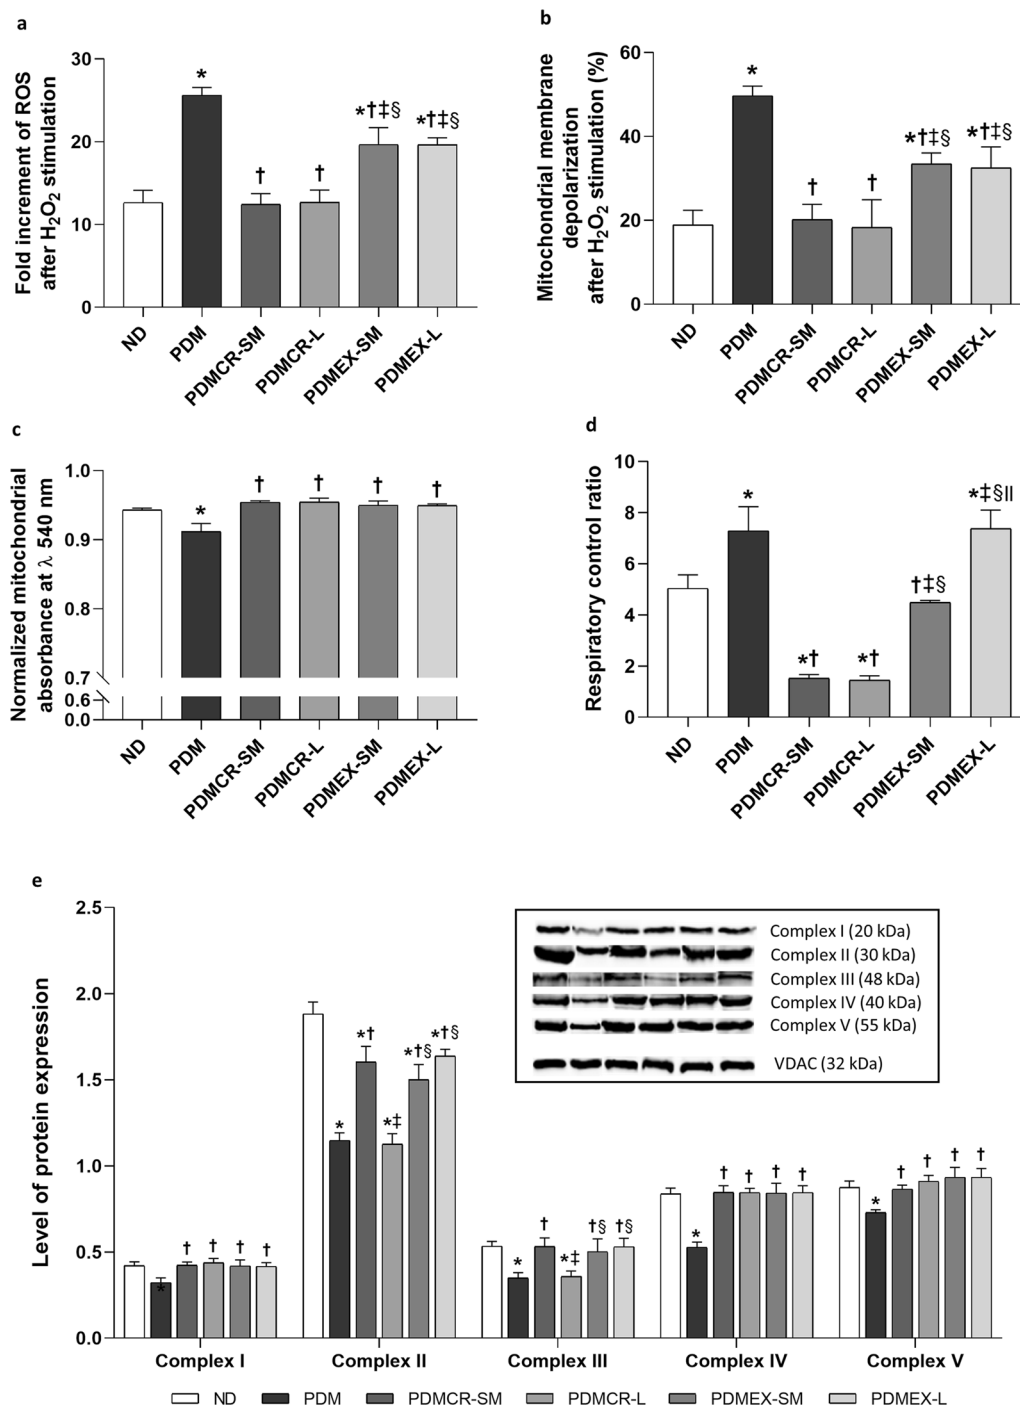 a
Fold increment of ROS
after H₂O₂ stimulation
30
20
10
0
*
†
†
*†‡§
*†‡§
ND
PDM
PDMCR-SM
PDMCR-L
PDMEX-SM
PDMEX-L
b
Mitochondrial membrane
depolarization
after H₂O₂ stimulation (%)
60
40
20
0
*
†
†
*†‡§
*†‡§
ND
PDM
PDMCR-SM
PDMCR-L
PDMEX-SM
PDMEX-L
c
Normalized mitochondrial
absorbance at λ 540 nm
1.0
0.9
0.8
0.7
0.6
0.0
*
†
†
†
†
ND
PDM
PDMCR-SM
PDMCR-L
PDMEX-SM
PDMEX-L
d
Respiratory control ratio
10
8
6
4
2
0
*
*†
*†
†‡§
*‡§॥
ND
PDM
PDMCR-SM
PDMCR-L
PDMEX-SM
PDMEX-L
e
Level of protein expression
2.5
2.0
1.5
1.0
0.5
0.0
*
†
†
†
†
*
*†
*‡
*†§
*†§
*
†
*‡
†§
†§
*
†
†
†
†
*
†
†
†
†
Complex I (20 kDa)
Complex II (30 kDa)
Complex III (48 kDa)
Complex IV (40 kDa)
Complex V (55 kDa)
VDAC (32 kDa)
Complex I
Complex II
Complex III
Complex IV
Complex V
ND
PDM
PDMCR-SM
PDMCR-L
PDMEX-SM
PDMEX-L